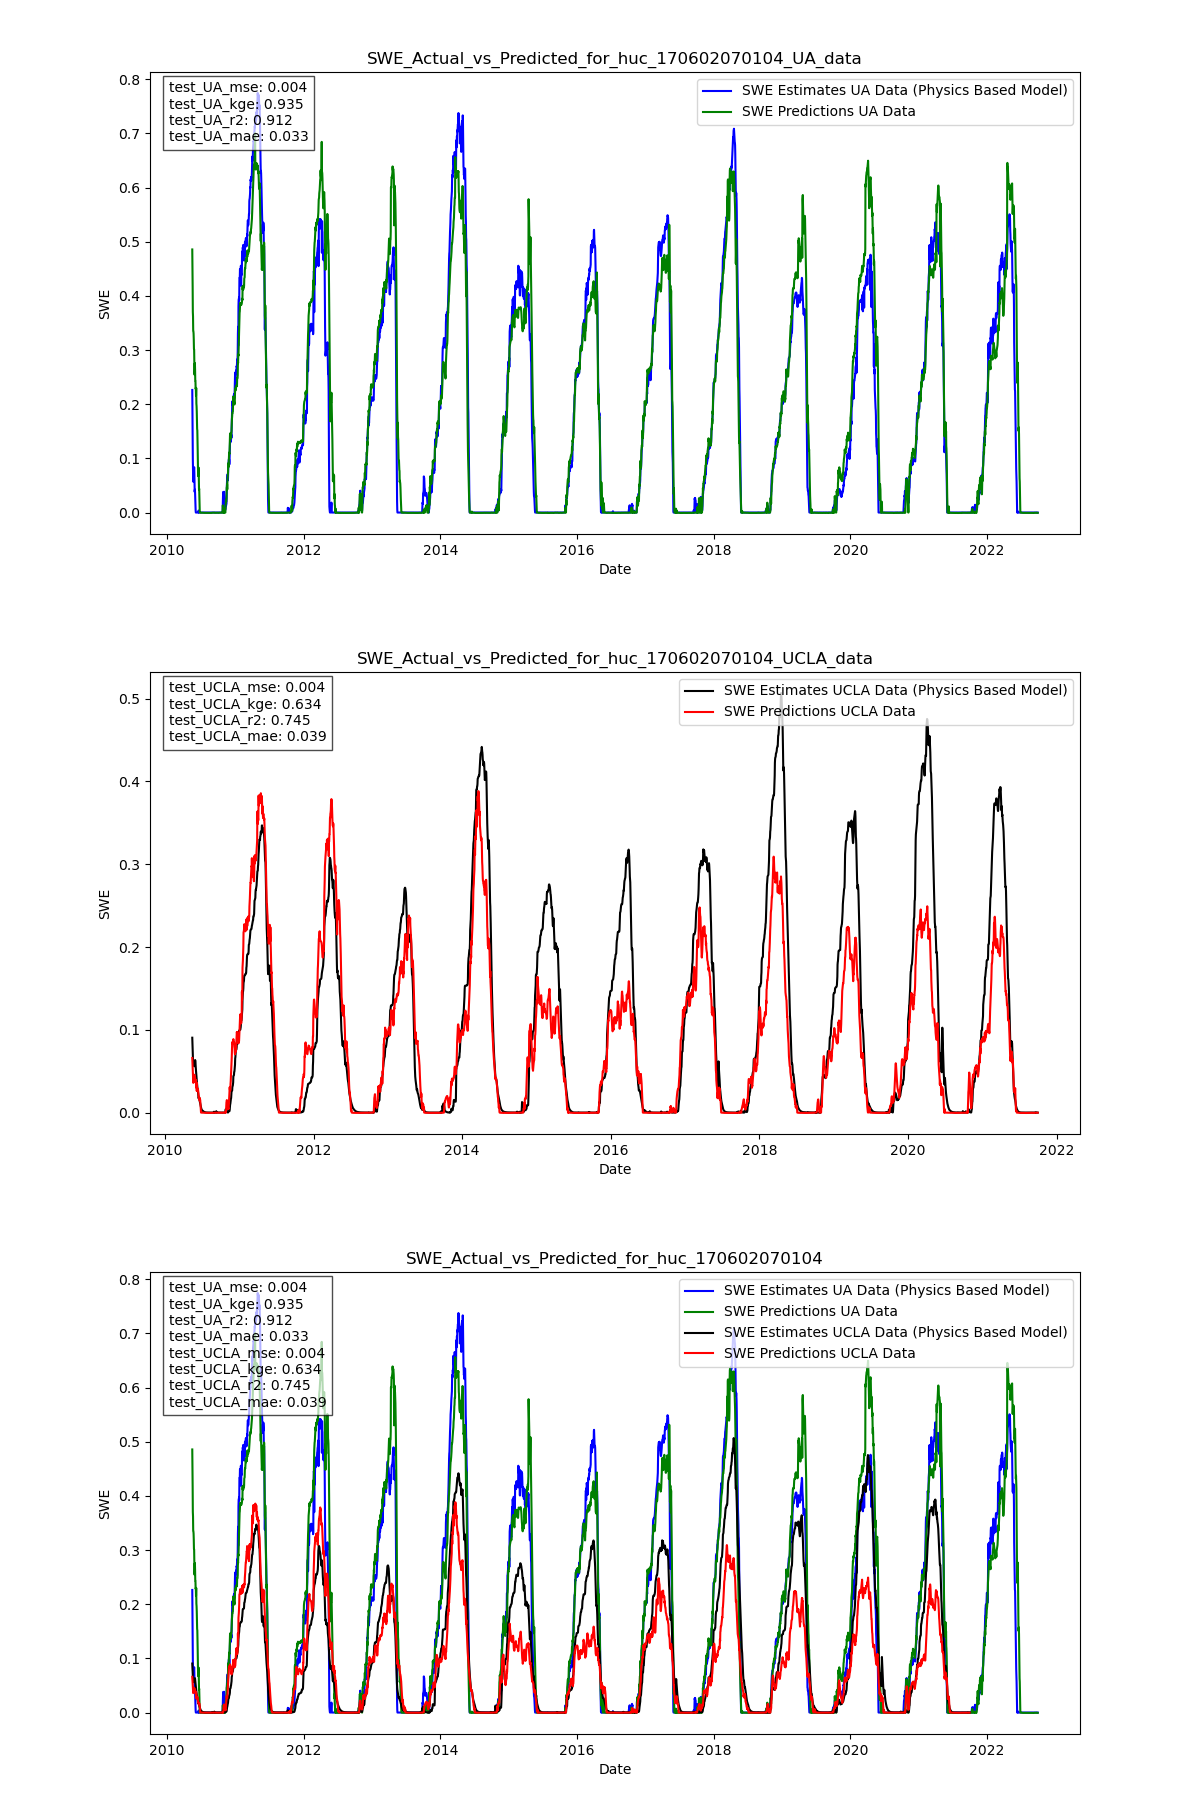 SWE_Actual_vs_Predicted_for_huc_170602070104_UA_data
test_UA_mse: 0.004
test_UA_kge: 0.935
test_UA_r2: 0.912
test_UA_mae: 0.033
SWE Estimates UA Data (Physics Based Model)
SWE Predictions UA Data
0.8
0.7
0.6
0.5
0.4
0.3
0.2
0.1
0.0
SWE
2010 2012 2014 2016 2018 2020 2022
Date
SWE_Actual_vs_Predicted_for_huc_170602070104_UCLA_data
test_UCLA_mse: 0.004
test_UCLA_kge: 0.634
test_UCLA_r2: 0.745
test_UCLA_mae: 0.039
SWE Estimates UCLA Data (Physics Based Model)
SWE Predictions UCLA Data
0.5
0.4
0.3
0.2
0.1
0.0
SWE
2010 2012 2014 2016 2018 2020 2022
Date
SWE_Actual_vs_Predicted_for_huc_170602070104
test_UA_mse: 0.004
test_UA_kge: 0.935
test_UA_r2: 0.912
test_UA_mae: 0.033
test_UCLA_mse: 0.004
test_UCLA_kge: 0.634
test_UCLA_r2: 0.745
test_UCLA_mae: 0.039
SWE Estimates UA Data (Physics Based Model)
SWE Predictions UA Data
SWE Estimates UCLA Data (Physics Based Model)
SWE Predictions UCLA Data
0.8
0.7
0.6
0.5
0.4
0.3
0.2
0.1
0.0
SWE
2010 2012 2014 2016 2018 2020 2022
Date